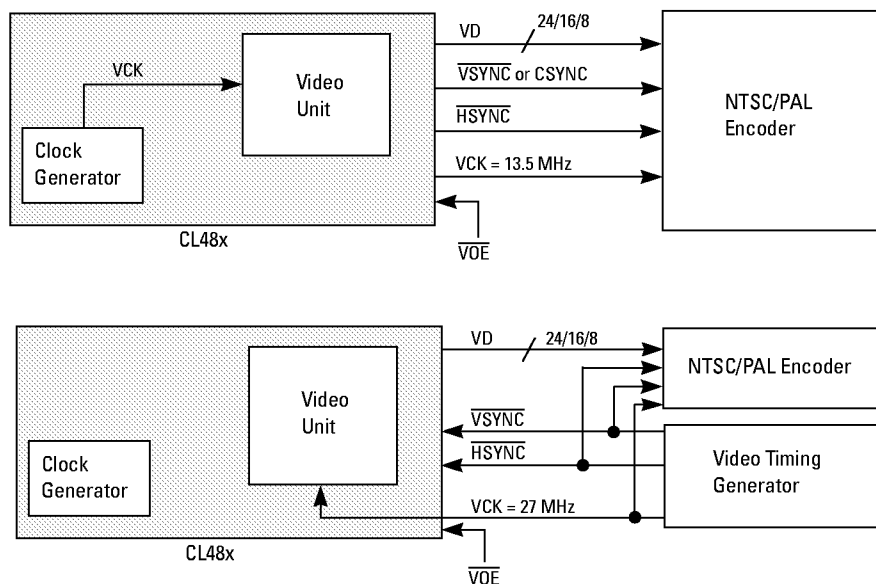 VD
24/16/8
VCK
Video
Unit
VSYNC or CSYNC
HSYNC
NTSC/PAL
Encoder
Clock
Generator
VCK = 13.5 MHz
CL48x
VOE
VD
24/16/8
NTSC/PAL Encoder
Video
Unit
VSYNC
HSYNC
Clock
Generator
Video Timing
Generator
VCK = 27 MHz
CL48x
VOE